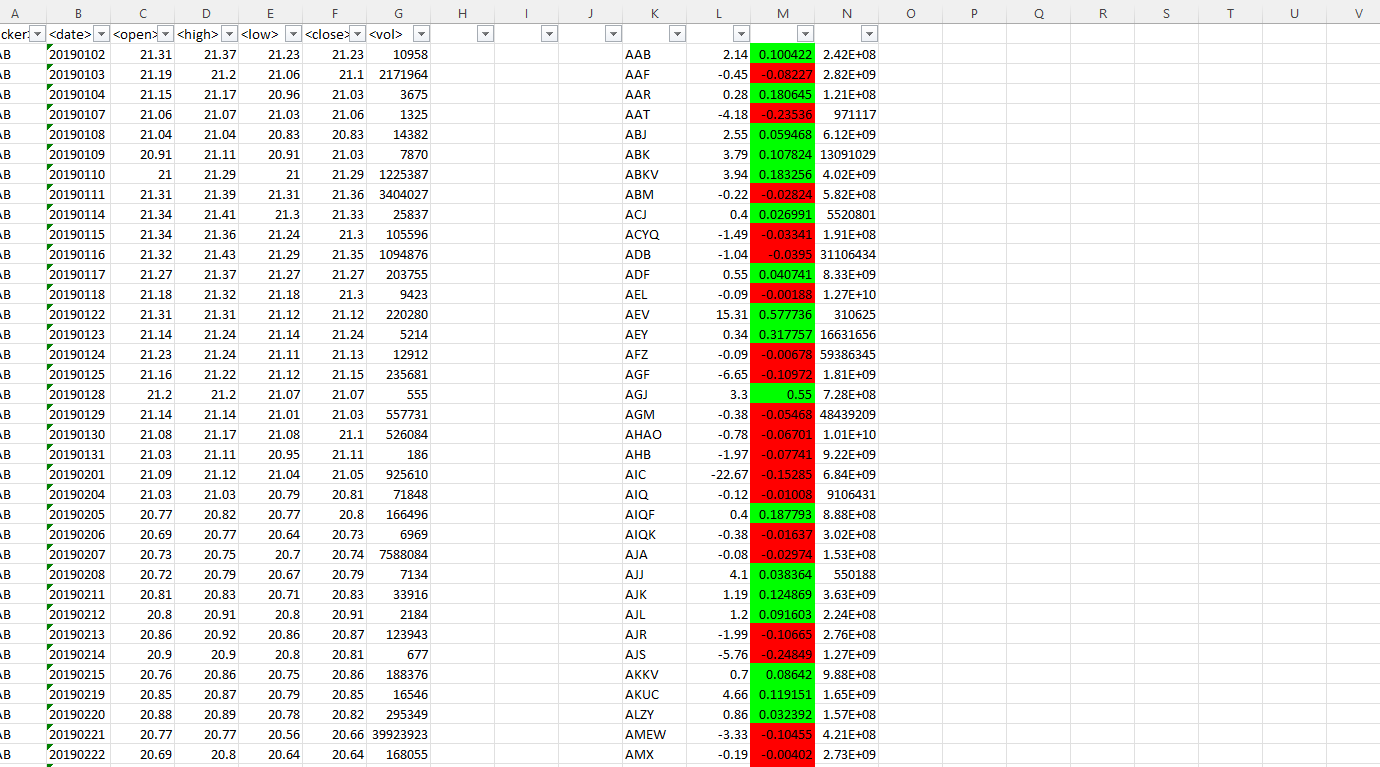 A B C D E F G H I J K L M N O P Q R S T U V
cker> <date> <open> <high> <low> <close> <vol>
AB 20190102 21.31 21.37 21.23 21.23 10958 AAB 2.14 0.100422 2.42E+08
AB 20190103 21.19 21.2 21.06 21.1 2171964 AAF -0.45 -0.08227 2.82E+09
AB 20190104 21.15 21.17 20.96 21.03 3675 AAR 0.28 0.180645 1.21E+08
AB 20190107 21.06 21.07 21.03 21.06 1325 AAT -4.18 -0.23536 971117
AB 20190108 21.04 21.04 20.83 20.83 14382 ABJ 2.55 0.059468 6.12E+09
AB 20190109 20.91 21.11 20.91 21.03 7870 ABK 3.79 0.107824 13091029
AB 20190110 21 21.29 21 21.29 1225387 ABKV 3.94 0.183256 4.02E+09
AB 20190111 21.31 21.39 21.31 21.36 3404027 ABM -0.22 -0.02824 5.82E+08
AB 20190114 21.34 21.41 21.3 21.33 25837 ACJ 0.4 0.026991 5520801
AB 20190115 21.34 21.36 21.24 21.3 105596 ACYQ -1.49 -0.03341 1.91E+08
AB 20190116 21.32 21.43 21.29 21.35 1094876 ADB -1.04 -0.0395 31106434
AB 20190117 21.27 21.37 21.27 21.27 203755 ADF 0.55 0.040741 8.33E+09
AB 20190118 21.18 21.32 21.18 21.3 9423 AEL -0.09 -0.00188 1.27E+10
AB 20190122 21.31 21.31 21.12 21.12 220280 AEV 15.31 0.577736 310625
AB 20190123 21.14 21.24 21.14 21.24 5214 AEY 0.34 0.317757 16631656
AB 20190124 21.23 21.24 21.11 21.13 12912 AFZ -0.09 -0.00678 59386345
AB 20190125 21.16 21.22 21.12 21.15 235681 AGF -6.65 -0.10972 1.81E+09
AB 20190128 21.2 21.2 21.07 21.07 555 AGJ 3.3 0.55 7.28E+08
AB 20190129 21.14 21.14 21.01 21.03 557731 AGM -0.38 -0.05468 48439209
AB 20190130 21.08 21.17 21.08 21.1 526084 AHAO -0.78 -0.06701 1.01E+10
AB 20190131 21.03 21.11 20.95 21.11 186 AHB -1.97 -0.07741 9.22E+09
AB 20190201 21.09 21.12 21.04 21.05 925610 AIC -22.67 -0.15285 6.84E+09
AB 20190204 21.03 21.03 20.79 20.81 71848 AIQ -0.12 -0.01008 9106431
AB 20190205 20.77 20.82 20.77 20.8 166496 AIQF 0.4 0.187793 8.88E+08
AB 20190206 20.69 20.77 20.64 20.73 6969 AIQK -0.38 -0.01637 3.02E+08
AB 20190207 20.73 20.75 20.7 20.74 7588084 AJA -0.08 -0.02974 1.53E+08
AB 20190208 20.72 20.79 20.67 20.79 7134 AJJ 4.1 0.038364 550188
AB 20190211 20.81 20.83 20.71 20.83 33916 AJK 1.19 0.124869 3.63E+09
AB 20190212 20.8 20.91 20.8 20.91 2184 AJL 1.2 0.091603 2.24E+08
AB 20190213 20.86 20.92 20.86 20.87 123943 AJR -1.99 -0.10665 2.76E+08
AB 20190214 20.9 20.9 20.8 20.81 677 AJS -5.76 -0.24849 1.27E+09
AB 20190215 20.76 20.86 20.75 20.86 188376 AKKV 0.7 0.08642 9.88E+08
AB 20190219 20.85 20.87 20.79 20.85 16546 AKUC 4.66 0.119151 1.65E+09
AB 20190220 20.88 20.89 20.78 20.82 295349 ALZY 0.86 0.032392 1.57E+08
AB 20190221 20.77 20.77 20.56 20.66 39923923 AMEW -3.33 -0.10455 4.21E+08
AB 20190222 20.69 20.8 20.64 20.64 168055 AMX -0.19 -0.00402 2.73E+09